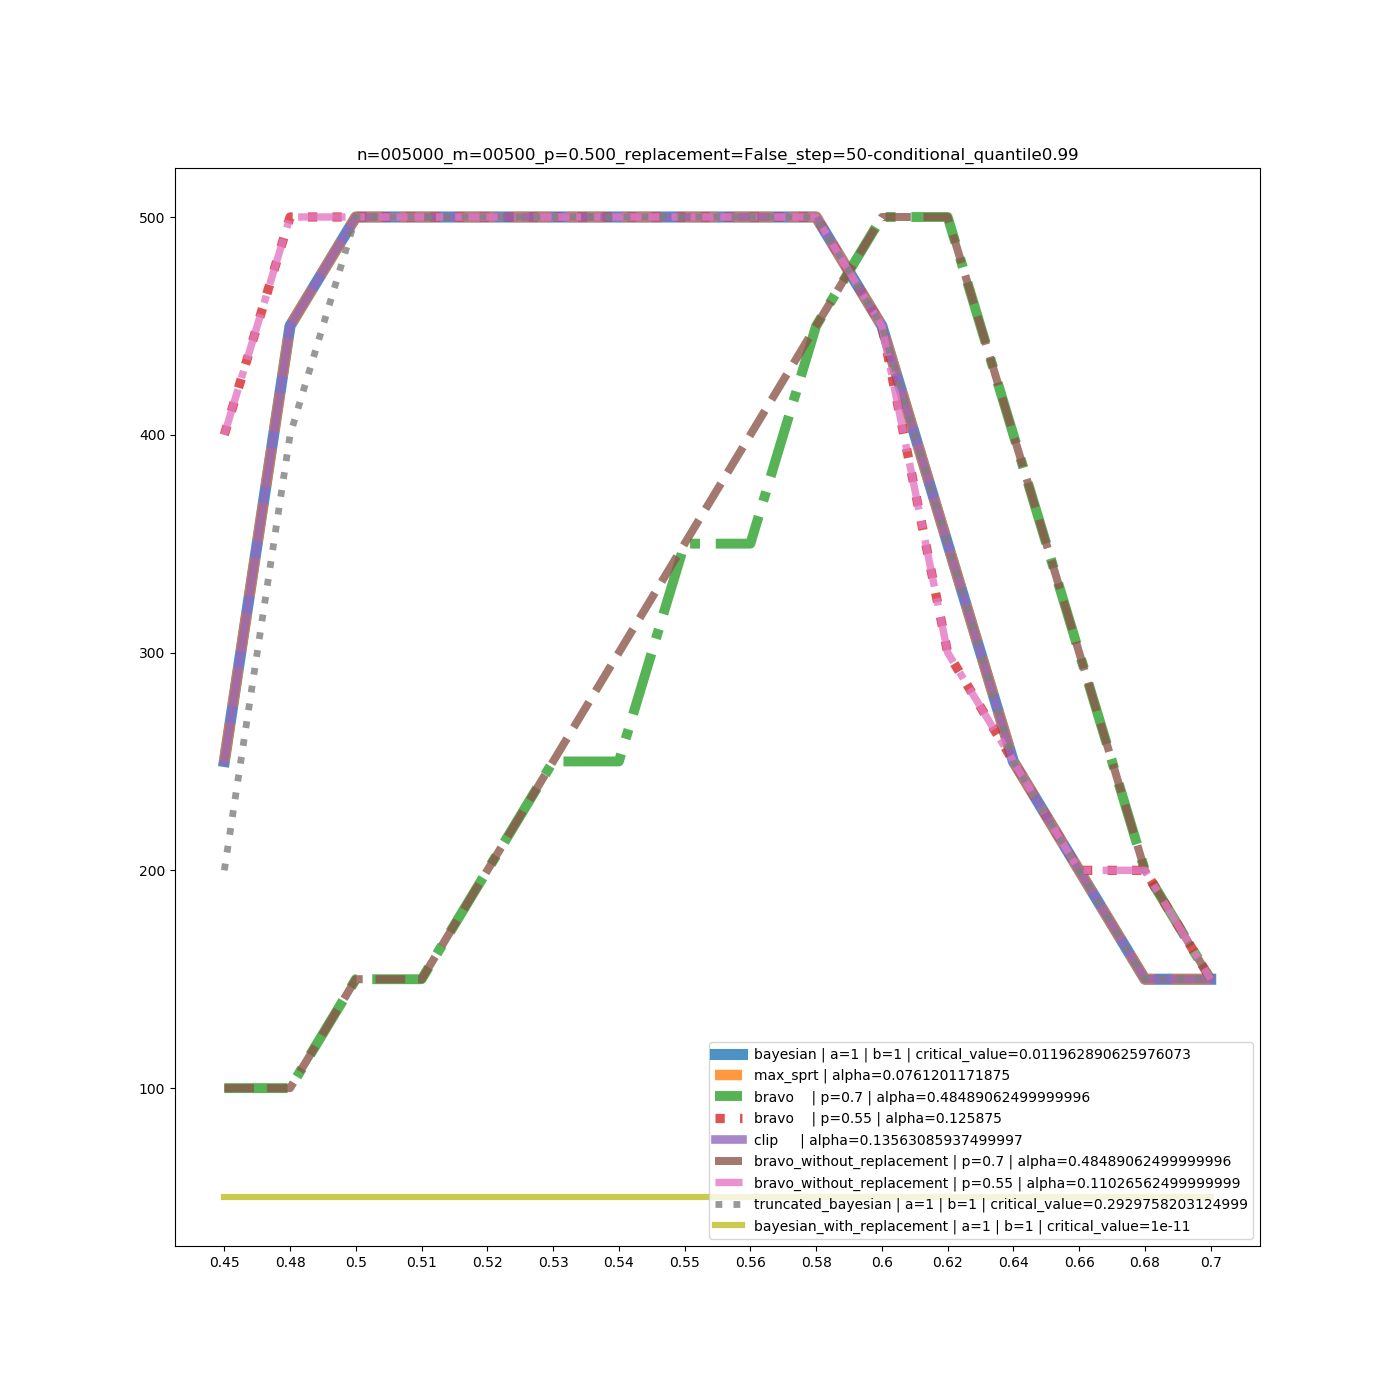 n=005000_m=00500_p=0.500_replacement=False_step=50-conditional_quantile0.99
500
400
300
200
100
bayesian | a=1 | b=1 | critical_value=0.011962890625976073
max_sprt | alpha=0.0761201171875
bravo    | p=0.7 | alpha=0.48489062499999996
bravo    | p=0.55 | alpha=0.125875
clip     | alpha=0.13563085937499997
bravo_without_replacement | p=0.7 | alpha=0.48489062499999996
bravo_without_replacement | p=0.55 | alpha=0.11026562499999999
truncated_bayesian | a=1 | b=1 | critical_value=0.2929758203124999
bayesian_with_replacement | a=1 | b=1 | critical_value=1e-11
0.45 0.48 0.5 0.51 0.52 0.53 0.54 0.55 0.56 0.58 0.6 0.62 0.64 0.66 0.68 0.7